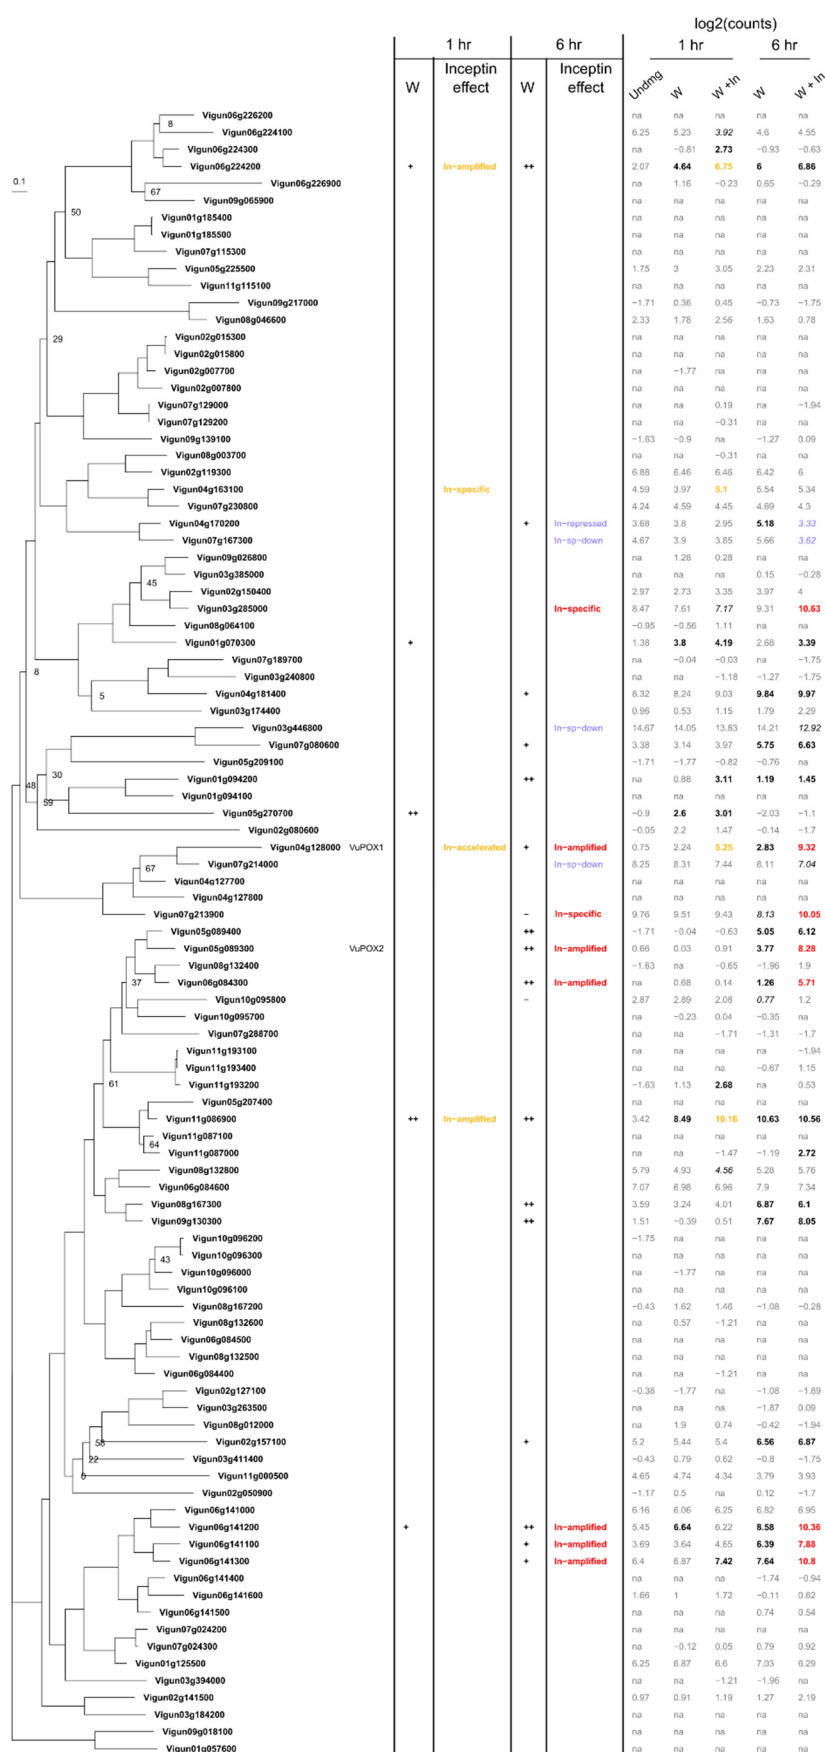 log2(counts)
1 hr 6 hr 1 hr 6 hr
W Inceptin effect W Inceptin effect Undmg W W +In W W + In
Vigun06g226200 na na na na na
8
Vigun06g224100 6.25 5.23 3.92 4.6 4.55
Vigun06g224300 na −0.81 2.73 −0.93 −0.63
Vigun06g224200 + In−amplified ++ 2.07 4.64 6.75 6 6.86
Vigun06g226900 na 1.16 −0.23 0.65 −0.29
0.1
67
Vigun09g065900 na na na na na
50
Vigun01g185400 na na na na na
Vigun01g185500 na na na na na
Vigun07g115300 na na na na na
Vigun05g225500 1.75 3 3.05 2.23 2.31
Vigun11g115100 na na na na na
Vigun09g217000 −1.71 0.36 0.45 −0.73 −1.75
Vigun08g046600 2.33 1.78 2.56 1.63 0.78
Vigun02g015300 na na na na na
29
Vigun02g015800 na na na na na
Vigun02g007700 na −1.77 na na na
Vigun02g007800 na na na na na
Vigun07g129000 na na 0.19 na −1.94
Vigun07g129200 na na −0.31 na na
Vigun09g139100 −1.63 −0.9 na −1.27 0.09
Vigun08g003700 na na −0.31 na na
Vigun02g119300 6.88 6.46 6.46 6.42 6
Vigun04g163100 In−specific 4.59 3.97 5.1 5.54 5.34
Vigun07g230800 4.24 4.59 4.45 4.69 4.3
Vigun04g170200 + In−repressed 3.68 3.8 2.95 5.18 3.33
Vigun07g167300 In−sp−down 4.67 3.9 3.85 5.66 3.62
Vigun09g026800 na 1.28 0.28 na na
Vigun03g385000 na na na 0.15 −0.28
45
Vigun02g150400 2.97 2.73 3.35 3.97 4
Vigun03g285000 In−specific 8.47 7.61 7.17 9.31 10.63
Vigun08g064100 −0.95 −0.56 1.11 na na
Vigun01g070300 + 1.38 3.8 4.19 2.68 3.39
Vigun07g189700 na −0.04 −0.03 na −1.75
8
Vigun03g240800 na na −1.18 −1.27 −1.75
Vigun04g181400 + 8.32 8.24 9.03 9.84 9.97
5
Vigun03g174400 0.96 0.53 1.15 1.79 2.29
Vigun03g446800 In−sp−down 14.67 14.05 13.83 14.21 12.92
Vigun07g080600 + 3.38 3.14 3.97 5.75 6.63
Vigun05g209100 −1.71 −1.77 −0.82 −0.76 na
30
Vigun01g094200 ++ na 0.88 3.11 1.19 1.45
48
Vigun01g094100 na na na na na
59
Vigun05g270700 ++ −0.9 2.6 3.01 −2.03 −1.1
Vigun02g080600 −0.05 2.2 1.47 −0.14 −1.7
Vigun04g128000 VuPOX1 In−accelerated + In−amplified 0.75 2.24 5.25 2.83 9.32
67
Vigun07g214000 In−sp−down 8.25 8.31 7.44 8.11 7.04
Vigun04g127700 na na na na na
Vigun04g127800 na na na na na
Vigun07g213900 − In−specific 9.76 9.51 9.43 8.13 10.05
Vigun05g089400 ++ −1.71 −0.04 −0.63 5.05 6.12
Vigun05g089300 VuPOX2 ++ In−amplified 0.66 0.03 0.91 3.77 8.28
Vigun08g132400 −1.63 na −0.65 −1.96 1.9
37
Vigun06g084300 ++ In−amplified na 0.68 0.14 1.26 5.71
Vigun10g095800 − 2.87 2.89 2.08 0.77 1.2
Vigun10g095700 na −0.23 0.04 −0.35 na
Vigun07g288700 na na −1.71 −1.31 −1.7
Vigun11g193100 na na na na −1.94
Vigun11g193400 na na na −0.67 1.15
61
Vigun11g193200 −1.63 1.13 2.68 na 0.53
Vigun05g207400 na na na na na
Vigun11g086900 ++ In−amplified ++ 3.42 8.49 10.16 10.63 10.56
Vigun11g087100 na na na na na
64
Vigun11g087000 na na −1.47 −1.19 2.72
Vigun08g132800 5.79 4.93 4.56 5.28 5.76
Vigun06g084600 7.07 6.98 6.96 7.9 7.34
Vigun08g167300 ++ 3.59 3.24 4.01 6.87 6.1
Vigun09g130300 ++ 1.51 −0.39 0.51 7.67 8.05
Vigun10g096200 −1.75 na na na na
Vigun10g096300 na na na na na
43
Vigun10g096000 na −1.77 na na na
Vigun10g096100 na na na na na
Vigun08g167200 −0.43 1.62 1.46 −1.08 −0.28
Vigun08g132600 na 0.57 −1.21 na na
Vigun06g084500 na na na na na
Vigun08g132500 na na na na na
Vigun06g084400 na na −1.21 na na
Vigun02g127100 −0.38 −1.77 na −1.08 −1.89
Vigun03g263500 na na na −1.87 0.09
Vigun08g012000 na 1.9 0.74 −0.42 −1.94
58
Vigun02g157100 + 5.2 5.44 5.4 6.56 6.87
22
Vigun03g411400 −0.43 0.79 0.62 −0.8 −1.75
0
Vigun11g000500 4.65 4.74 4.34 3.79 3.93
Vigun02g050900 −1.17 0.5 na 0.12 −1.7
Vigun06g141000 6.16 6.06 6.25 6.82 6.95
Vigun06g141200 + ++ In−amplified 5.45 6.64 6.22 8.58 10.36
Vigun06g141100 + In−amplified 3.69 3.64 4.65 6.39 7.88
Vigun06g141300 + In−amplified 6.4 6.87 7.42 7.64 10.8
Vigun06g141400 na na na −1.74 −0.94
Vigun06g141600 1.66 1 1.72 −0.11 0.62
Vigun06g141500 na na na 0.74 0.54
Vigun07g024200 na na na na na
Vigun07g024300 na −0.12 0.05 0.79 0.92
Vigun01g125500 6.25 6.87 6.6 7.03 6.29
Vigun03g394000 na na −1.21 −1.96 na
Vigun02g141500 0.97 0.91 1.19 1.27 2.19
Vigun03g184200 na na na na na
Vigun09g018100 na na na na na
Vigun01g057600 na na na na na